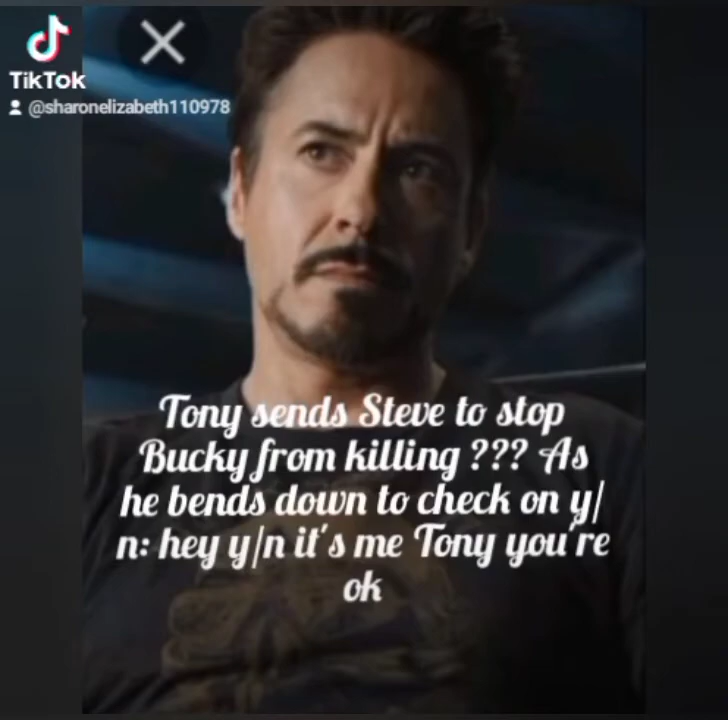 TikTok
@sharonelizabeth110978
Tony sends Steve to stop
Bucky from killing ??? As
he bends down to check on y/
n: hey y/n it's me Tony you're
ok